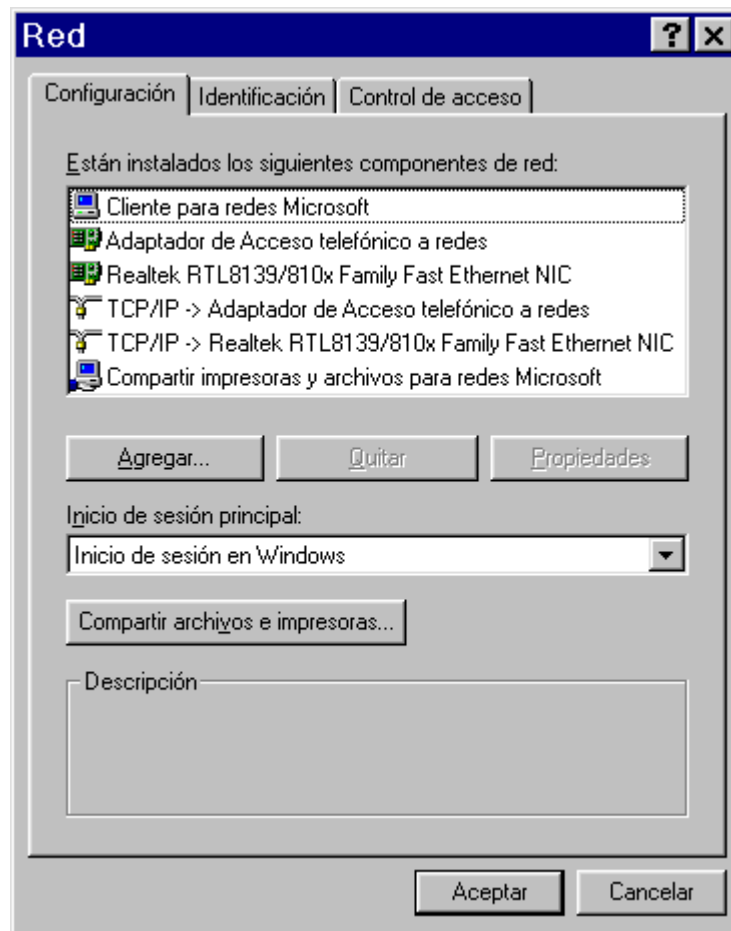 Red
Configuración Identificación Control de acceso
Están instalados los siguientes componentes de red:
Cliente para redes Microsoft
Adaptador de Acceso telefónico a redes
Realtek RTL8139/810x Family Fast Ethernet NIC
TCP/IP -> Adaptador de Acceso telefónico a redes
TCP/IP -> Realtek RTL8139/810x Family Fast Ethernet NIC
Compartir impresoras y archivos para redes Microsoft
Agregar... Quitar Propiedades
Inicio de sesión principal:
Inicio de sesión en Windows
Compartir archivos e impresoras...
Descripción
Aceptar Cancelar